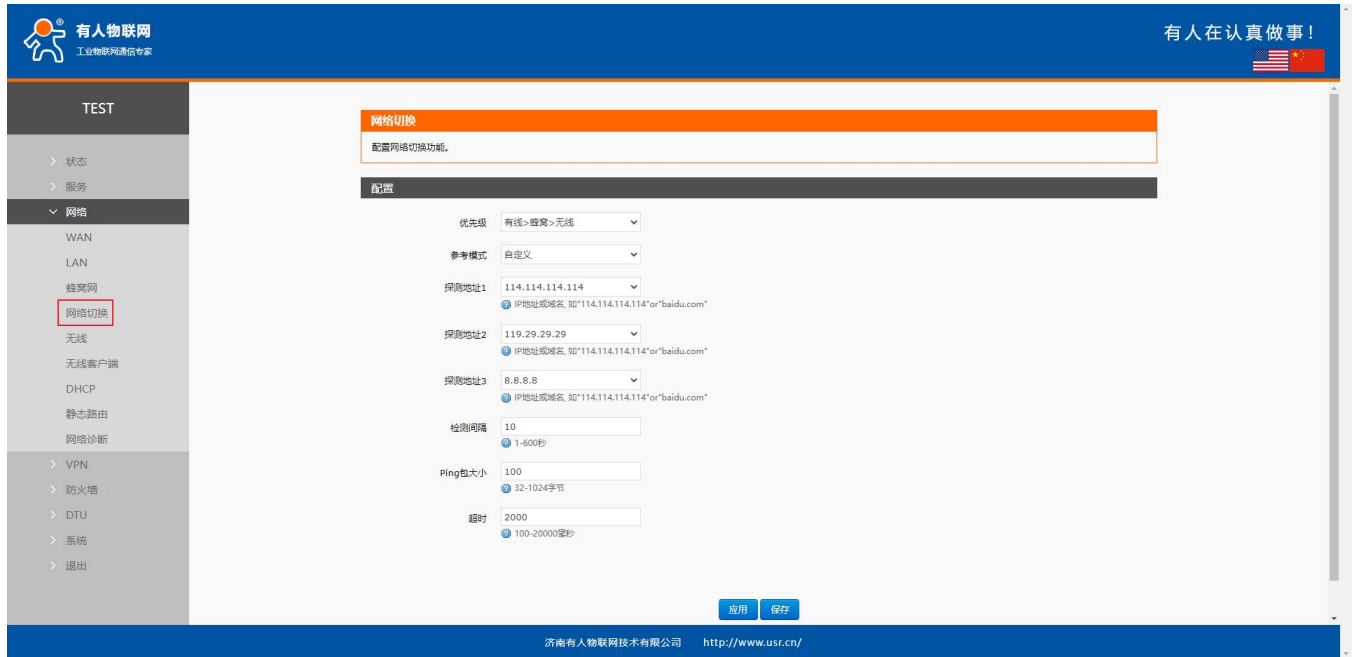 有人物联网
工业物联网通信专家
有人在认真做事!
TEST
状态
服务
网络
WAN
LAN
蜂窝网
网络切换
无线
无线客户端
DHCP
静态路由
网络诊断
VPN
防火墙
DTU
系统
退出
网络切换
配置网络切换功能。
配置
优先级 有线>蜂窝>无线
参考模式 自定义
探测地址1 114.114.114.114
IP地址或域名, 如"114.114.114.114"or"baidu.com"
探测地址2 119.29.29.29
IP地址或域名, 如"114.114.114.114"or"baidu.com"
探测地址3 8.8.8.8
IP地址或域名, 如"114.114.114.114"or"baidu.com"
检测间隔 10
1-600秒
Ping包大小 100
32-1024字节
超时 2000
100-20000毫秒
应用 保存
济南有人物联网技术有限公司 http://www.usr.cn/